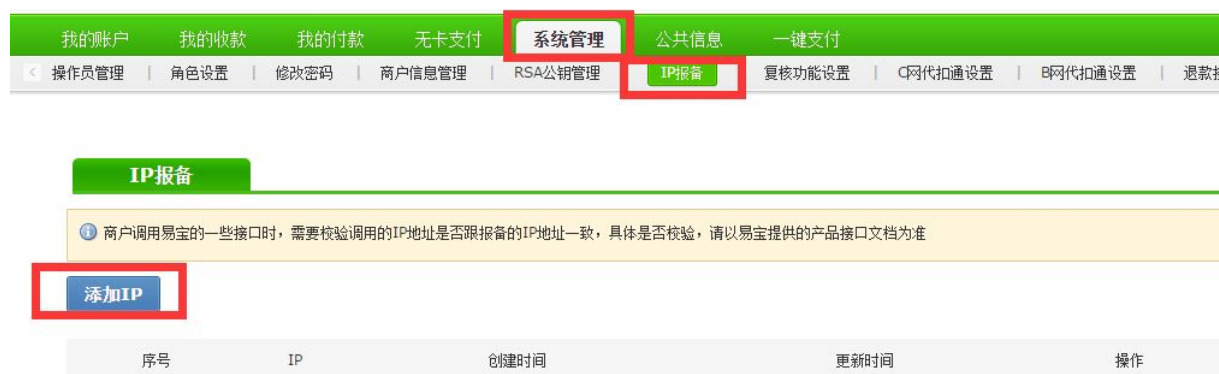 我的账户 我的收款 我的付款 无卡支付 系统管理 公共信息 一键支付
< 操作员管理 | 角色设置 | 修改密码 | 商户信息管理 | RSA公钥管理 IP报备 复核功能设置 | C网代扣通设置 | B网代扣通设置 | 退款
IP报备
商户调用易宝的一些接口时，需要校验调用的IP地址是否跟报备的IP地址一致，具体是否校验，请以易宝提供的产品接口文档为准
添加IP
序号 IP 创建时间 更新时间 操作